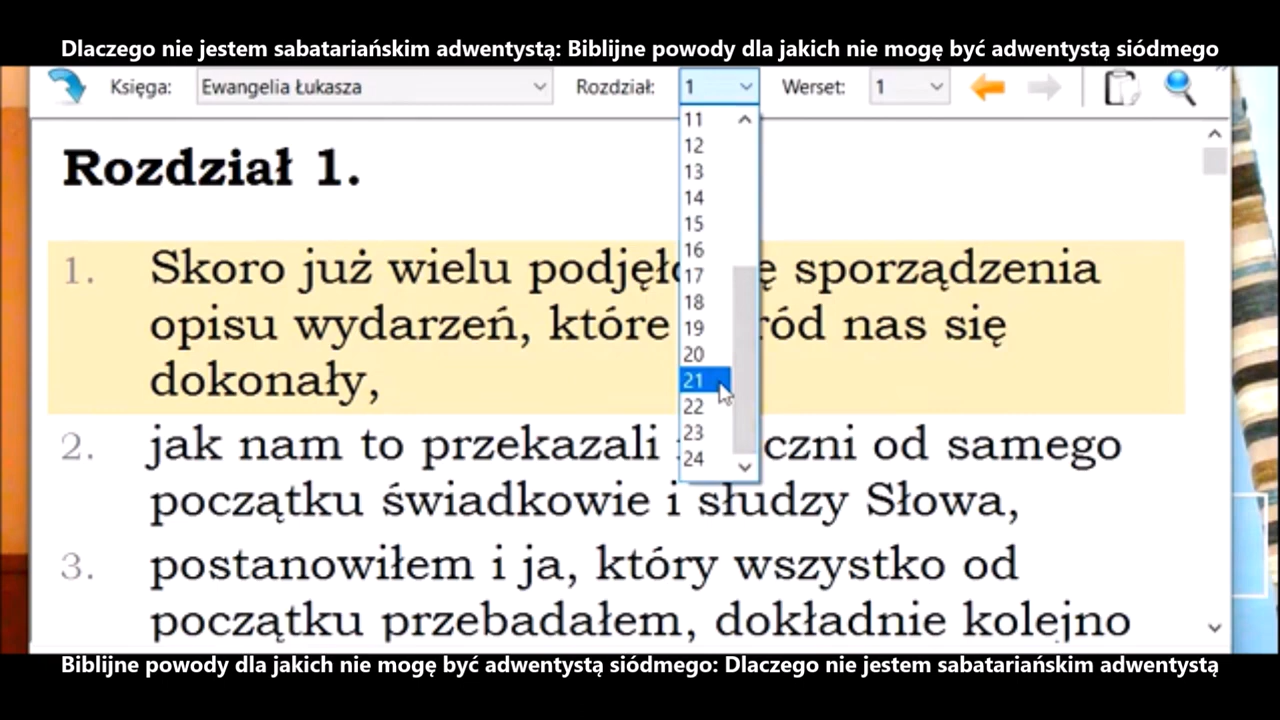 Dlaczego nie jestem sabatariańskim adwentystą: Biblijne powody dla jakich nie mogę być adwentystą siódmego
Księga: Ewangelia Łukasza Rozdział: 1 Werset: 1
11
12
13
14
15
16
17
18
19
20
21
22
23
24
Rozdział 1.
1. Skoro już wielu sporządzenia
opisu wydarzeń, które nas się
dokonały,
2. jak nam to przekazali od samego
początku świadkowie i słudzy Słowa,
3. postanowiłem i ja, który wszystko od
początku przebadałem, dokładnie kolejno
Biblijne powody dla jakich nie mogę być adwentystą siódmego: Dlaczego nie jestem sabatariańskim adwentystą